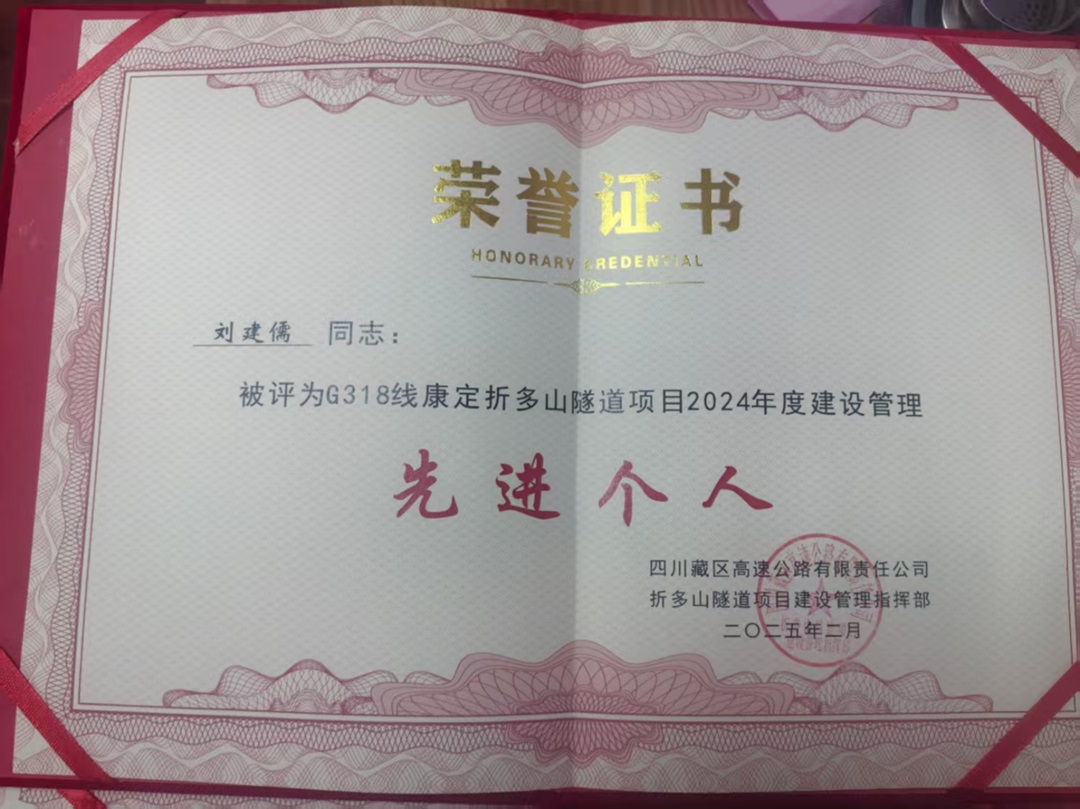 荣誉证书
HONORARY CREDENTIAL
刘建儒 同志：
被评为G318线康定折多山隧道项目2024年度建设管理
先进个人
四川藏区高速公路有限责任公司
折多山隧道项目建设管理指挥部
二〇二五年二月